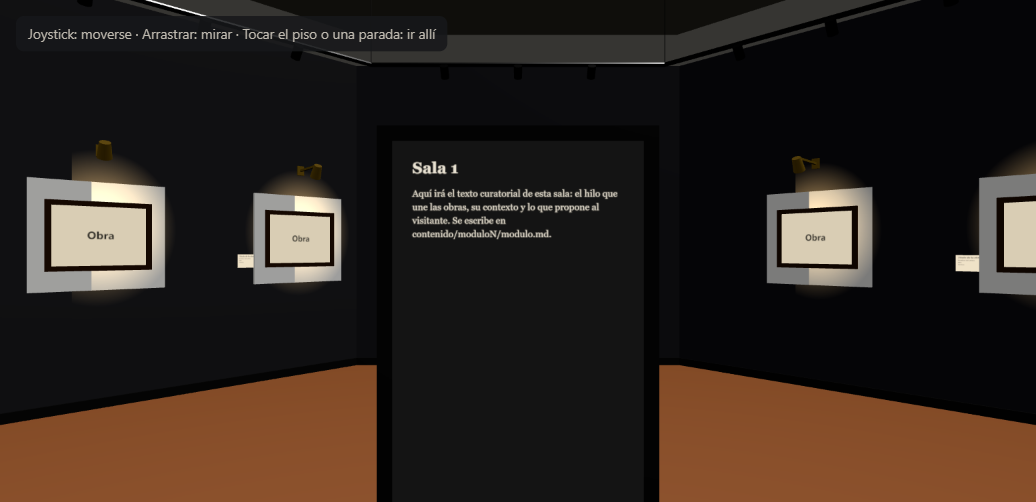 Joystick: moverse · Arrastrar: mirar · Tocar el piso o una parada: ir allí
Sala 1
Aquí irá el texto curatorial de esta sala: el hilo que
une las obras, su contexto y lo que propone al
visitante. Se escribe en
contenido/moduloN/modulo.md.
Obra
Obra
Obra